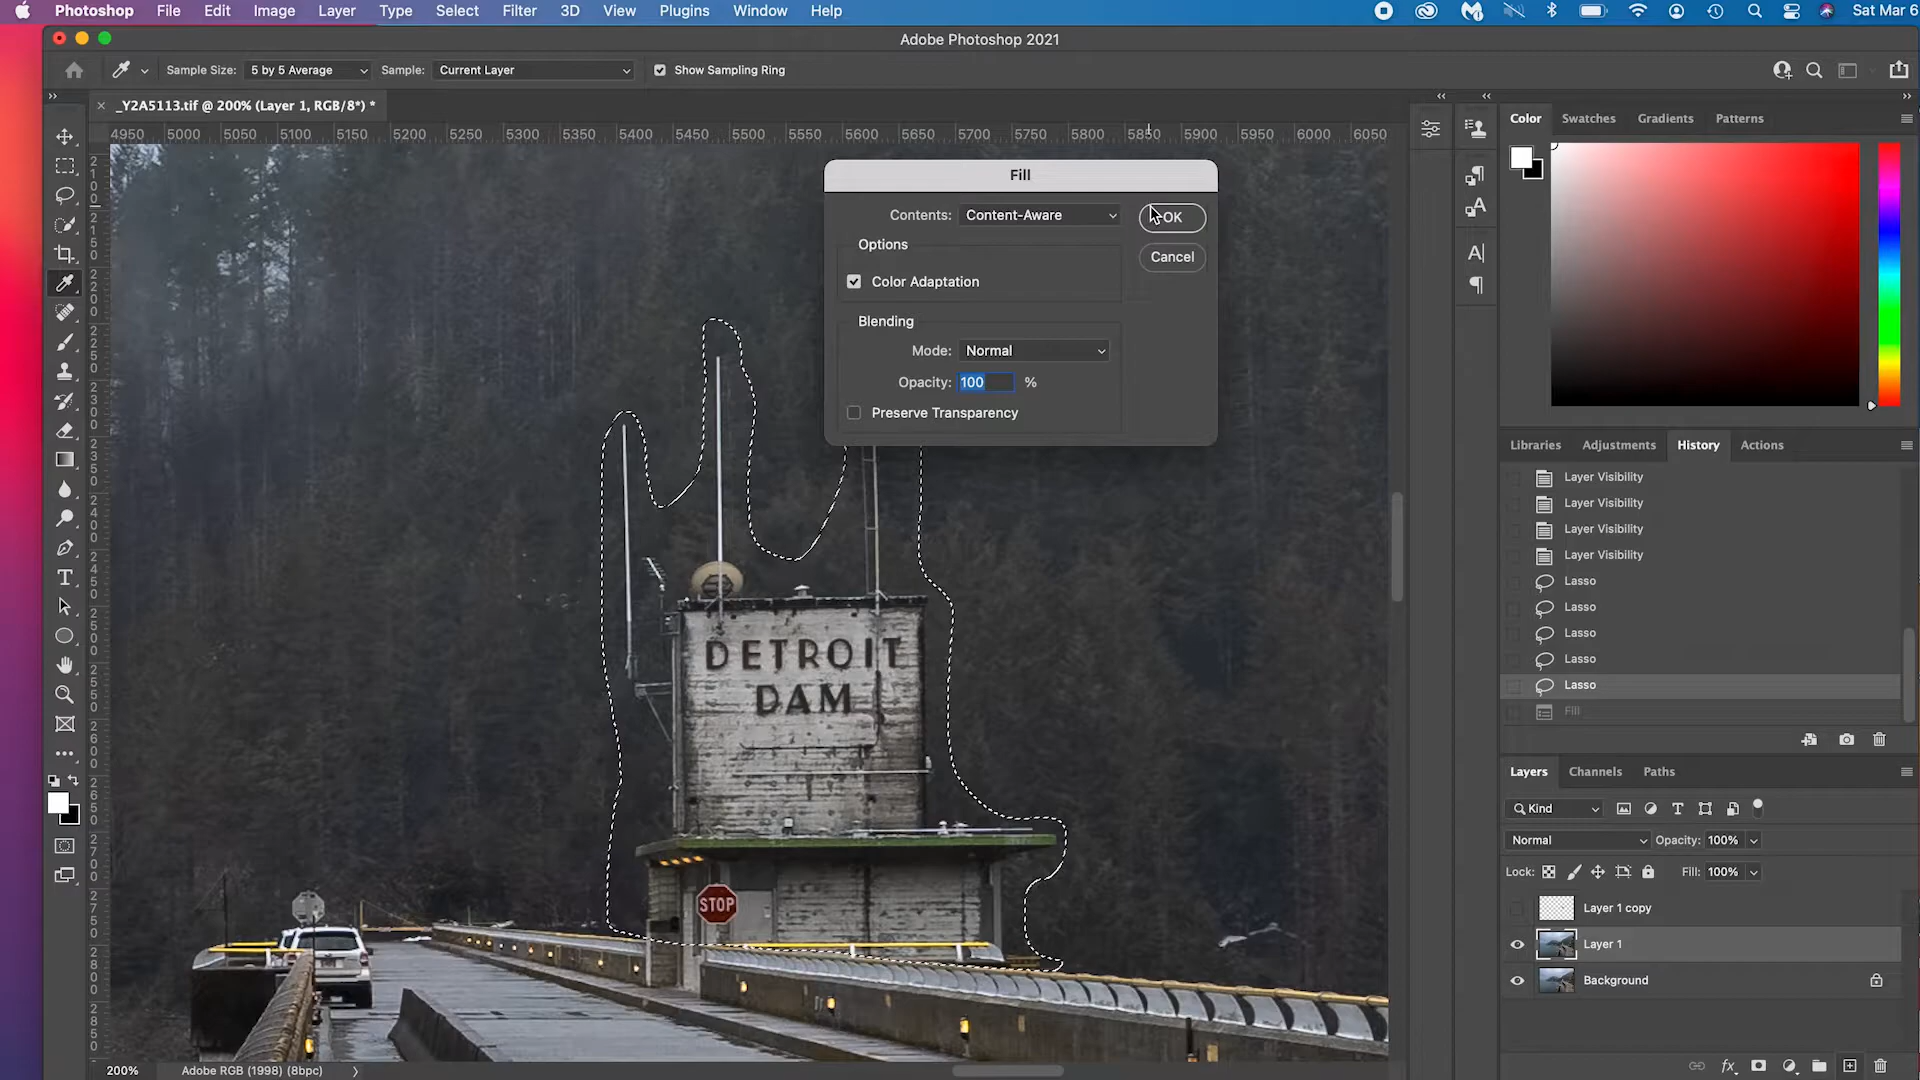 Photoshop File Edit Image Layer Type Select Filter 3D View Plugins Window Help Sat Mar 6
Adobe Photoshop 2021
Sample Size: 5 by 5 Average Sample: Current Layer Show Sampling Ring
_Y2A5113.tif @ 200% (Layer 1, RGB/8*) *
4950 5000 5050 5100 5150 5200 5250 5300 5350 5400 5450 5500 5550 5600 5650 5700 5750 5800 5850 5900 5950 6000 6050
Fill
Contents: Content-Aware
OK
Options
Cancel
Color Adaptation
Blending
Mode: Normal
Opacity: 100 %
Preserve Transparency
DETROIT
DAM
STOP
Color Swatches Gradients Patterns
Libraries Adjustments History Actions
Layer Visibility
Layer Visibility
Layer Visibility
Layer Visibility
Lasso
Lasso
Lasso
Lasso
Lasso
Fill
Layers Channels Paths
Kind
Normal Opacity: 100%
Lock: Fill: 100%
Layer 1 copy
Layer 1
Background
200% Adobe RGB (1998) (8bpc)